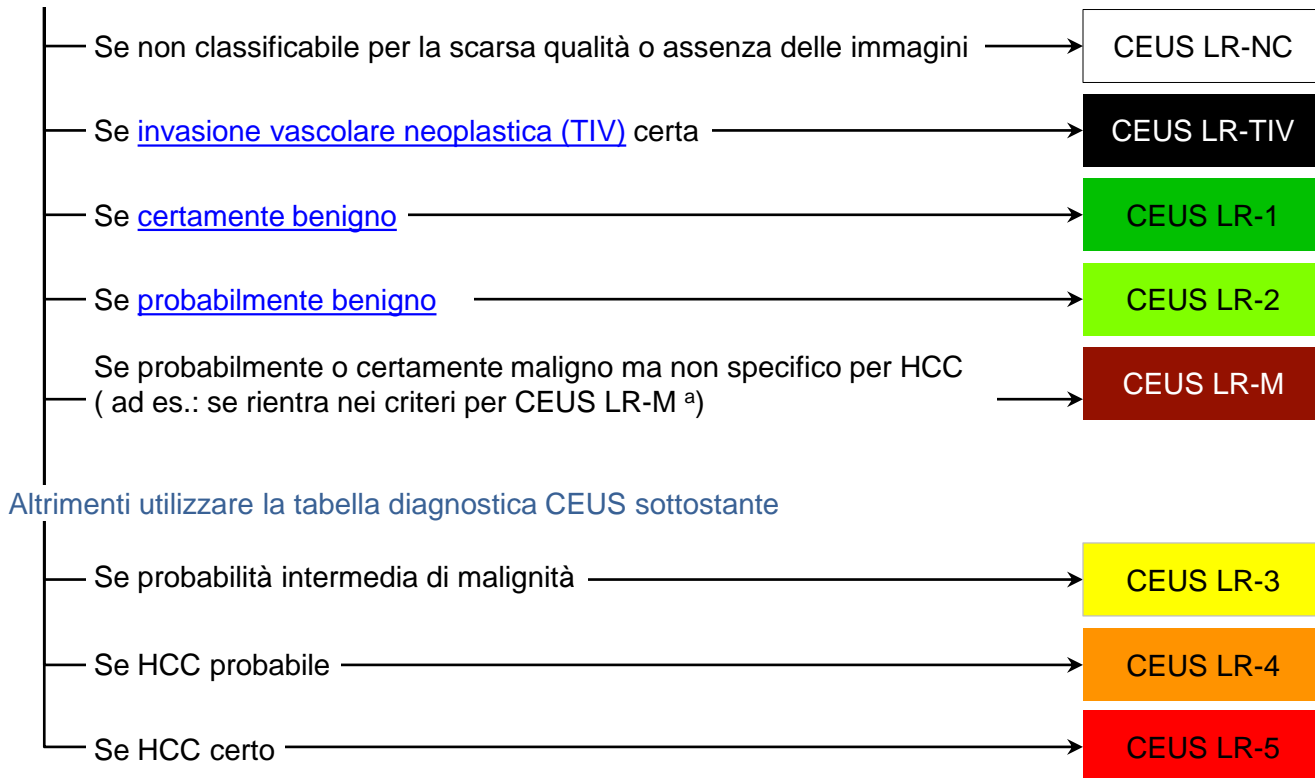 Se non classificabile per la scarsa qualità o assenza delle immagini CEUS LR-NC
Se invasione vascolare neoplastica (TIV) certa CEUS LR-TIV
Se certamente benigno CEUS LR-1
Se probabilmente benigno CEUS LR-2
Se probabilmente o certamente maligno ma non specifico per HCC
( ad es.: se rientra nei criteri per CEUS LR-M ᵃ) CEUS LR-M
Altrimenti utilizzare la tabella diagnostica CEUS sottostante
Se probabilità intermedia di malignità CEUS LR-3
Se HCC probabile CEUS LR-4
Se HCC certo CEUS LR-5